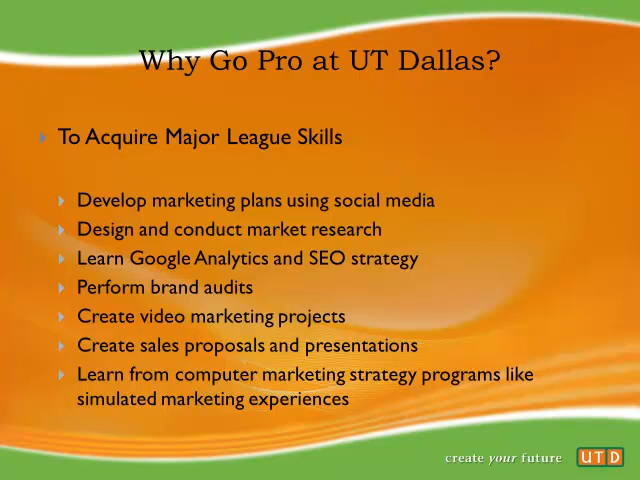 Why Go Pro at UT Dallas?
To Acquire Major League Skills
Develop marketing plans using social media
Design and conduct market research
Learn Google Analytics and SEO strategy
Perform brand audits
Create video marketing projects
Create sales proposals and presentations
Learn from computer marketing strategy programs like
simulated marketing experiences
create your future UTD